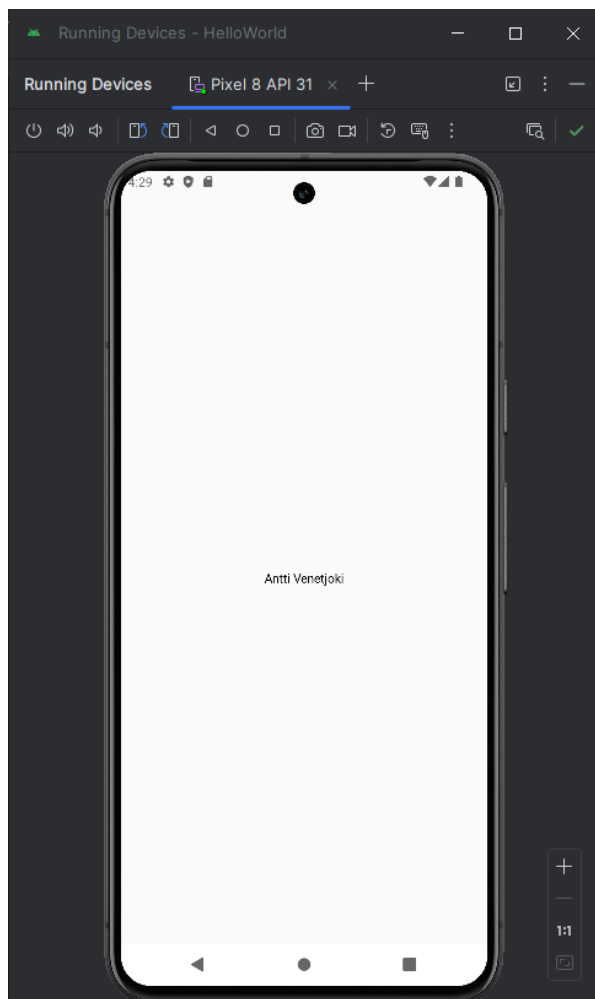 Running Devices - HelloWorld
Running Devices
Pixel 8 API 31
4:29
Antti Venetjoki
1:1